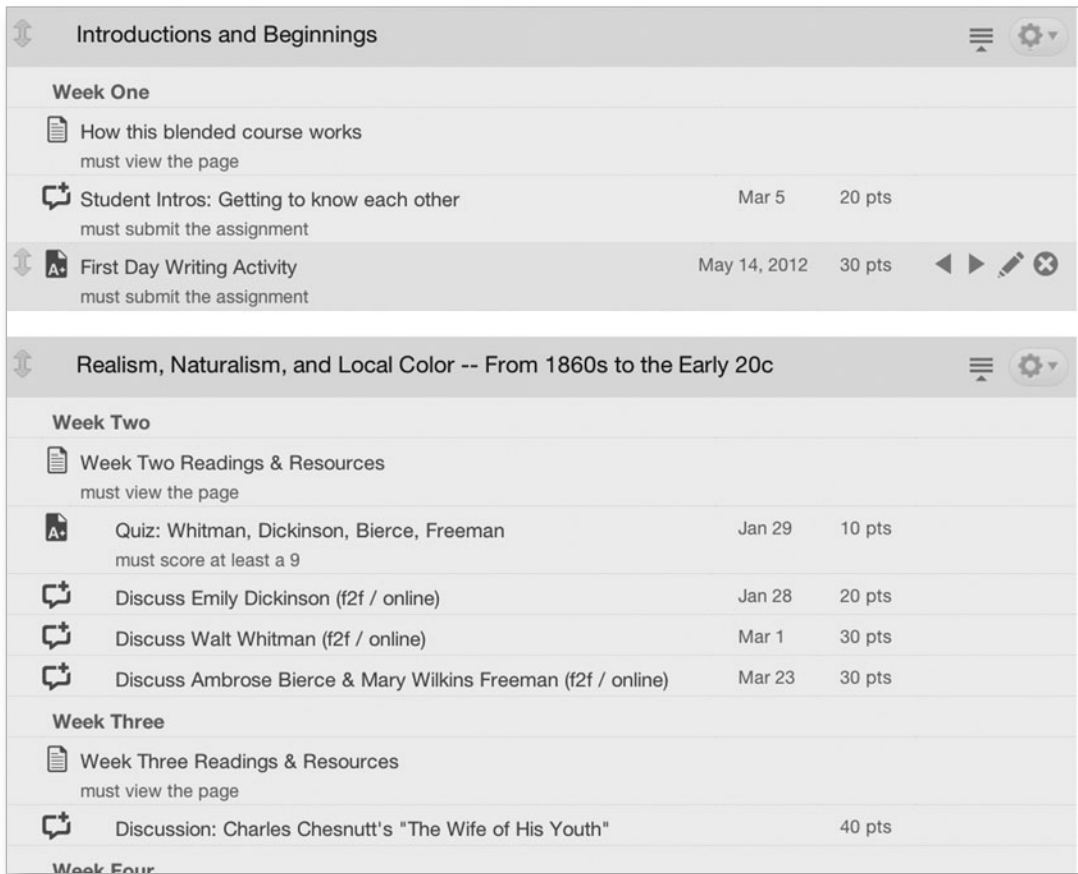 Introductions and Beginnings
Week One
How this blended course works
must view the page
Student Intros: Getting to know each other Mar 5 20 pts
must submit the assignment
A+ First Day Writing Activity May 14, 2012 30 pts
must submit the assignment
Realism, Naturalism, and Local Color -- From 1860s to the Early 20c
Week Two
Week Two Readings & Resources
must view the page
A+ Quiz: Whitman, Dickinson, Bierce, Freeman Jan 29 10 pts
must score at least a 9
Discuss Emily Dickinson (f2f / online) Jan 28 20 pts
Discuss Walt Whitman (f2f / online) Mar 1 30 pts
Discuss Ambrose Bierce & Mary Wilkins Freeman (f2f / online) Mar 23 30 pts
Week Three
Week Three Readings & Resources
must view the page
Discussion: Charles Chesnutt's "The Wife of His Youth" 40 pts
Week Four